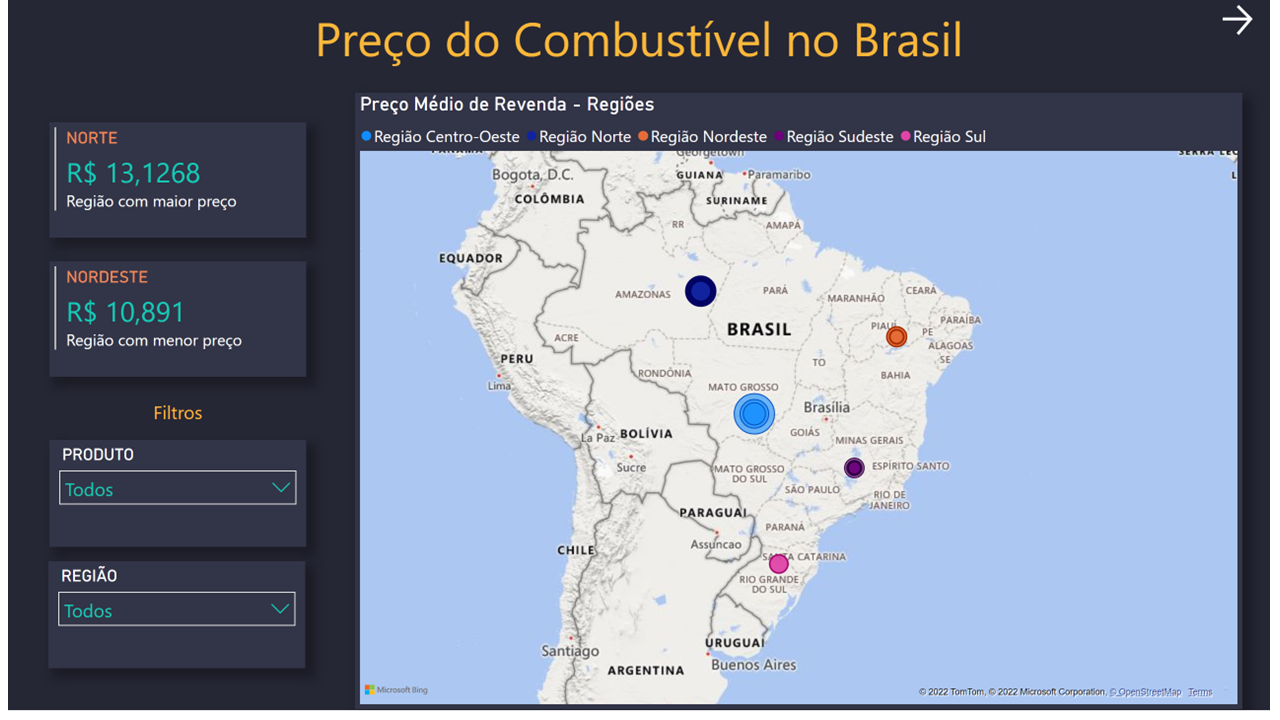 Preço do Combustível no Brasil
NORTE
R$ 13,1268
Região com maior preço
NORDESTE
R$ 10,891
Região com menor preço
Filtros
PRODUTO
Todos
REGIÃO
Todos
Preço Médio de Revenda - Regiões
Região Centro-Oeste Região Norte Região Nordeste Região Sudeste Região Sul
Georgetown
Bogota, D.C.
GUIANA
Paramaribo
COLÔMBIA
SURINAME
RR
AMAPÁ
EQUADOR
AMAZONAS
PARÁ
MARANHÃO
CEARÁ
PARAÍBA
PIAUÍ
PE
BRASIL
ACRE
ALAGOAS
SE
PERU
TO
RONDÔNIA
BAHIA
Lima
MATO GROSSO
Brasília
La Paz
BOLÍVIA
GOIÁS
MINAS GERAIS
Sucre
MATO GROSSO
DO SUL
ESPÍRITO SANTO
SÃO PAULO
RIO DE
JANEIRO
PARAGUAI
PARANÁ
Assuncao
CHILE
SANTA CATARINA
RIO GRANDE
DO SUL
Santiago
URUGUAI
ARGENTINA
Buenos Aires
Microsoft Bing
© 2022 TomTom, © 2022 Microsoft Corporation, © OpenStreetMap Terms